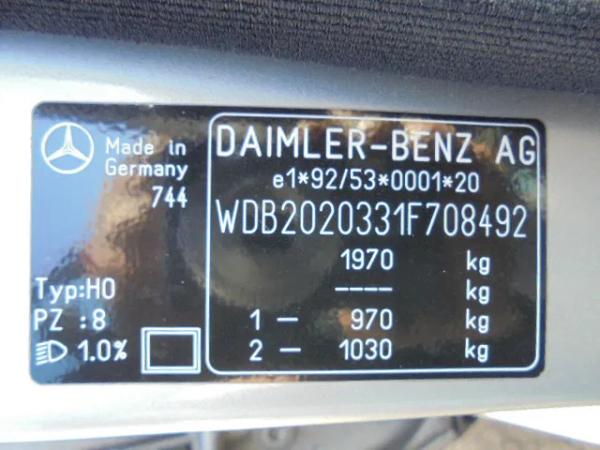 Made in
Germany
744
Typ:HO
PZ :8
1.0%
DAIMLER-BENZ AG
e1*92/53*0001*20
WDB2020331F708492
1970 kg
---- kg
1 – 970 kg
2 – 1030 kg